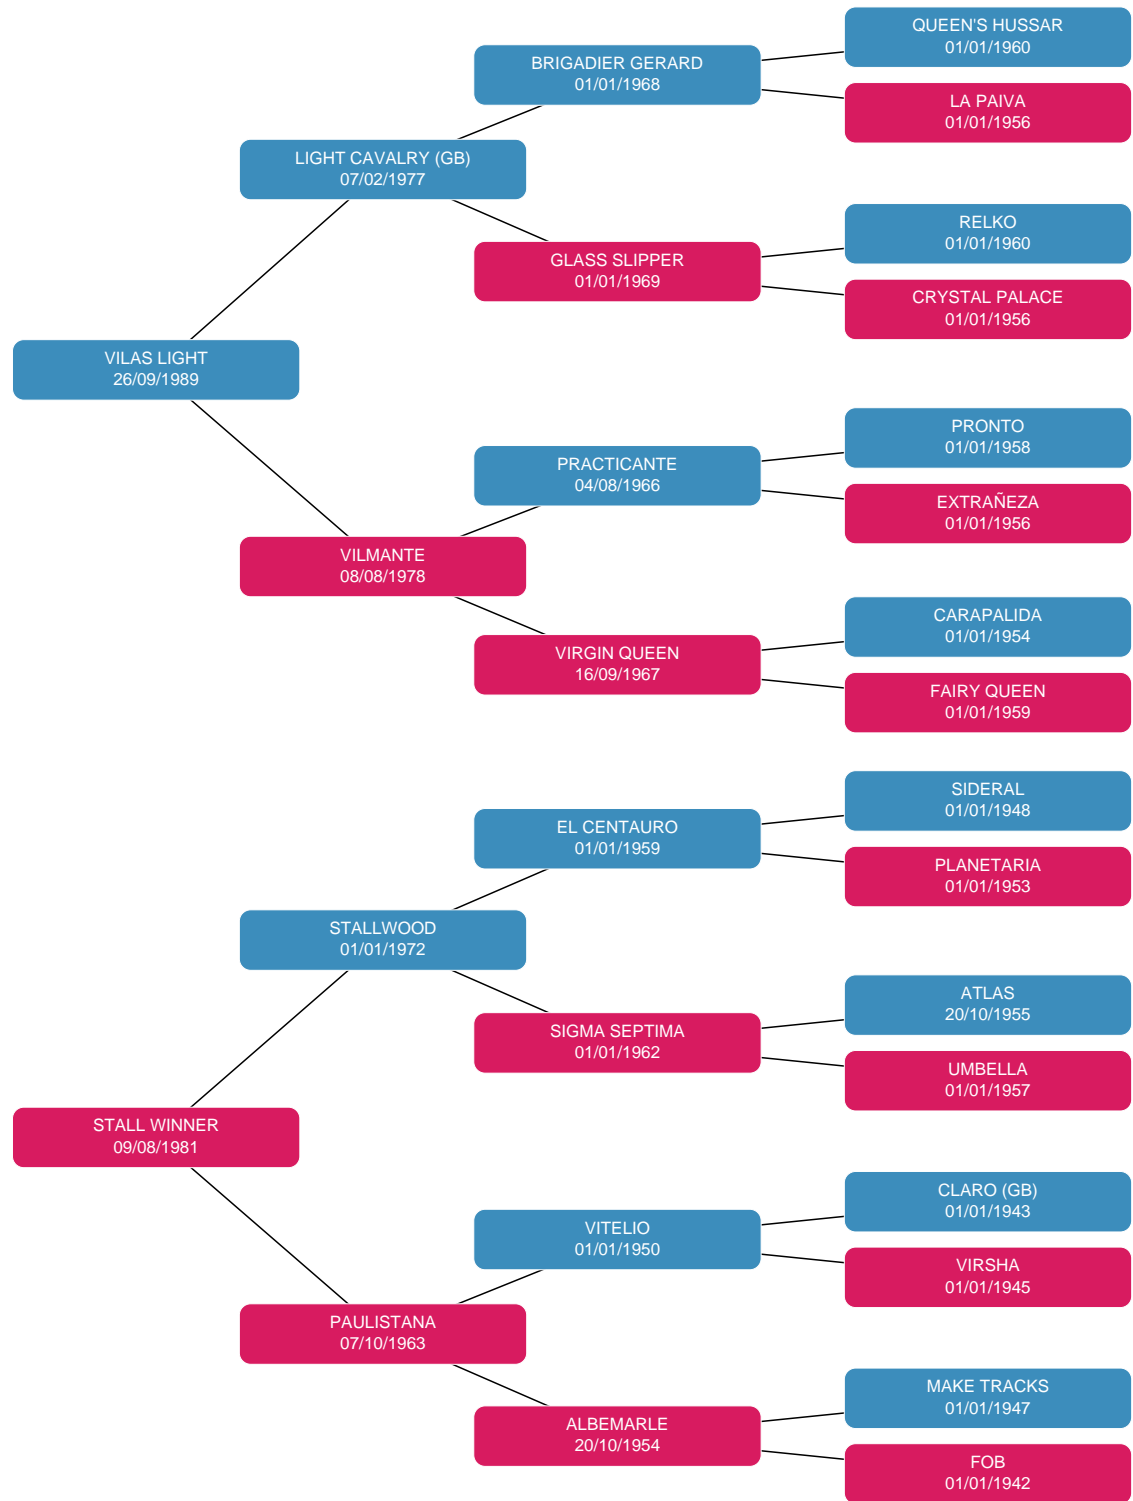 QUEEN'S HUSSAR
01/01/1960
BRIGADIER GERARD
01/01/1968
LA PAIVA
01/01/1956
LIGHT CAVALRY (GB)
07/02/1977
RELKO
01/01/1960
GLASS SLIPPER
01/01/1969
CRYSTAL PALACE
01/01/1956
VILAS LIGHT
26/09/1989
PRONTO
01/01/1958
PRACTICANTE
04/08/1966
EXTRAÑEZA
01/01/1956
VILMANTE
08/08/1978
CARAPALIDA
01/01/1954
VIRGIN QUEEN
16/09/1967
FAIRY QUEEN
01/01/1959
SIDERAL
01/01/1948
EL CENTAURO
01/01/1959
PLANETARIA
01/01/1953
STALLWOOD
01/01/1972
ATLAS
20/10/1955
SIGMA SEPTIMA
01/01/1962
UMBELLA
01/01/1957
STALL WINNER
09/08/1981
CLARO (GB)
01/01/1943
VITELIO
01/01/1950
VIRSHA
01/01/1945
PAULISTANA
07/10/1963
MAKE TRACKS
01/01/1947
ALBEMARLE
20/10/1954
FOB
01/01/1942